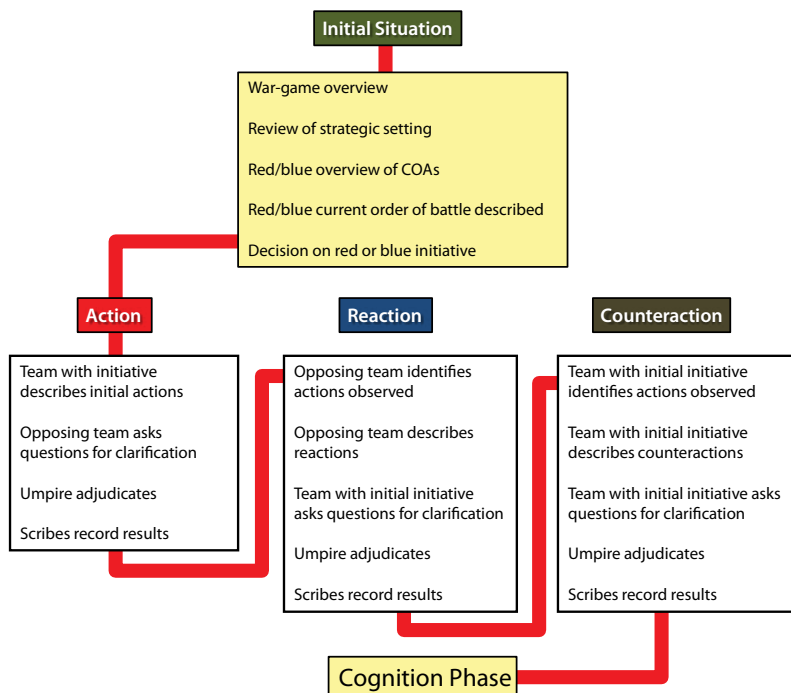 Initial Situation
War-game overview
Review of strategic setting
Red/blue overview of COAs
Red/blue current order of battle described
Decision on red or blue initiative
Action
Team with initiative
describes initial actions
Opposing team asks
questions for clarification
Umpire adjudicates
Scribes record results
Reaction
Opposing team identifies
actions observed
Opposing team describes
reactions
Team with initial initiative
asks questions for clarification
Umpire adjudicates
Scribes record results
Counteraction
Team with initial initiative
identifies actions observed
Team with initial initiative
describes counteractions
Team with initial initiative asks
questions for clarification
Umpire adjudicates
Scribes record results
Cognition Phase